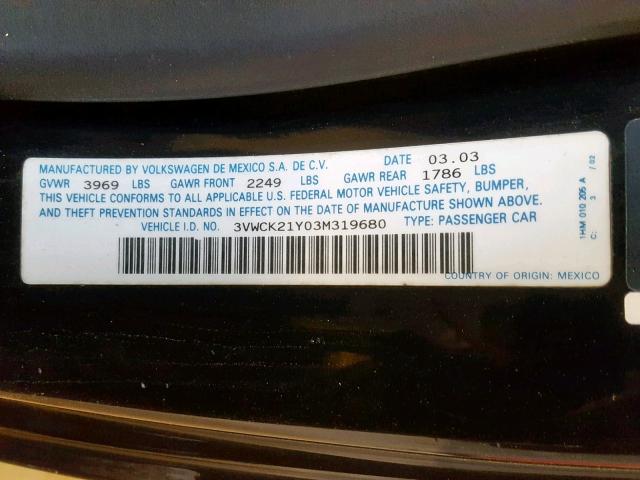 MANUFACTURED BY VOLKSWAGEN DE MEXICO S.A. DE C.V. DATE 03.03
GVWR 3969 LBS GAWR FRONT 2249 LBS GAWR REAR 1786 LBS
THIS VEHICLE CONFORMS TO ALL APPLICABLE U.S. FEDERAL MOTOR VEHICLE SAFETY, BUMPER,
AND THEFT PREVENTION STANDARDS IN EFFECT ON THE DATE OF MANUFACTURE SHOWN ABOVE.
VEHICLE I.D. NO. 3VWCK21Y03M319680 TYPE: PASSENGER CAR
COUNTRY OF ORIGIN: MEXICO
1HM 010 205 A
C: 3 / 02